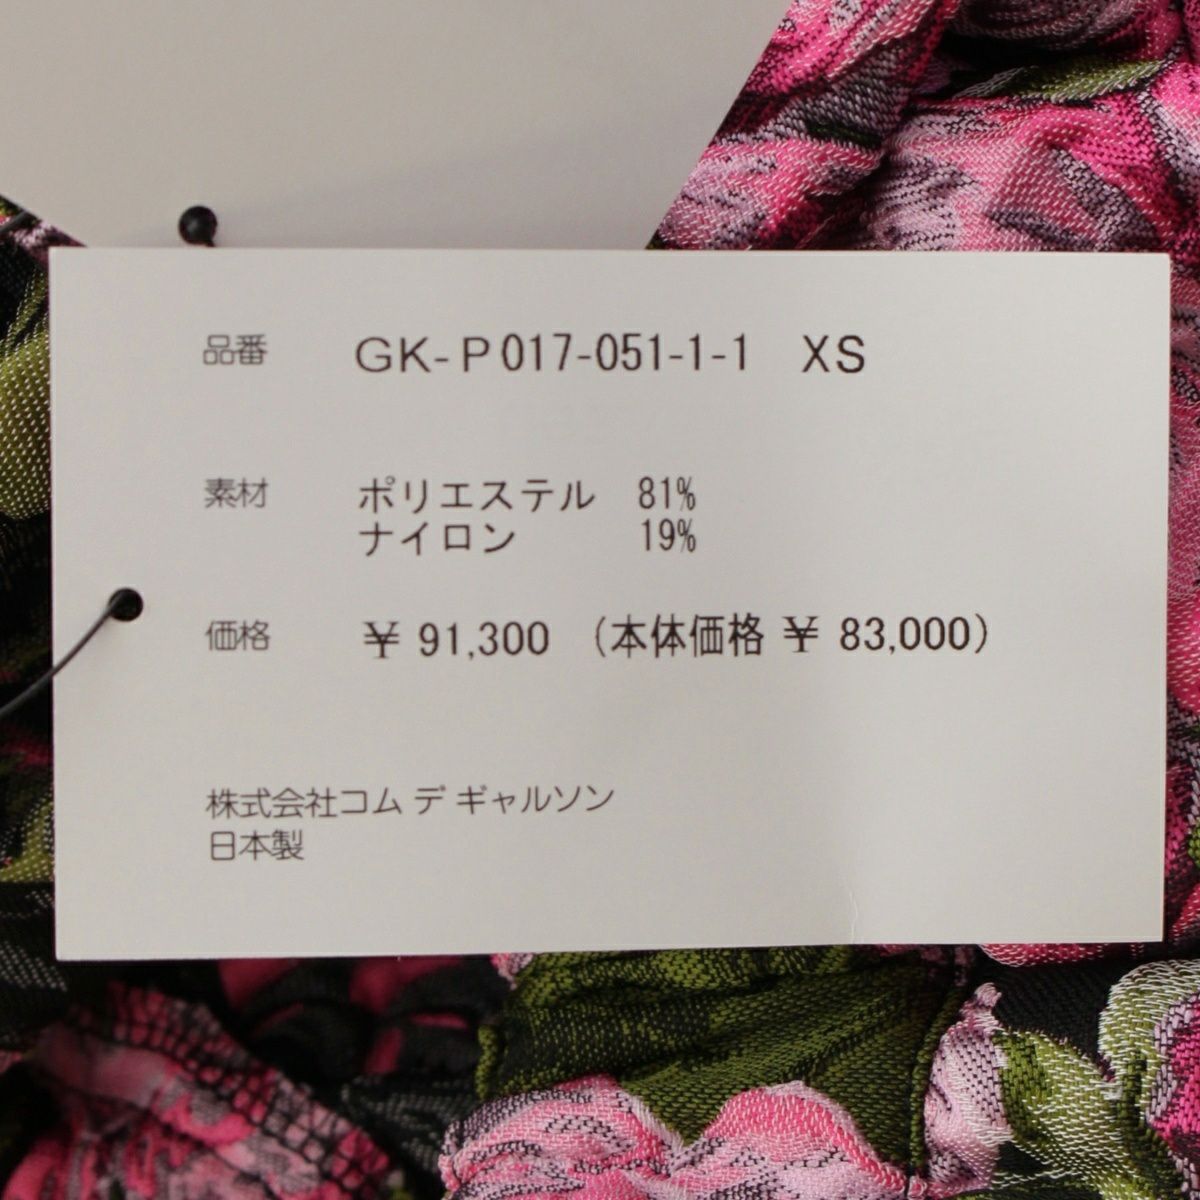 品番 GK-P017-051-1-1 XS
素材 ポリエステル 81%
ナイロン 19%
価格 ¥ 91,300 (本体価格 ¥ 83,000)
株式会社コム デ ギャルソン
日本製